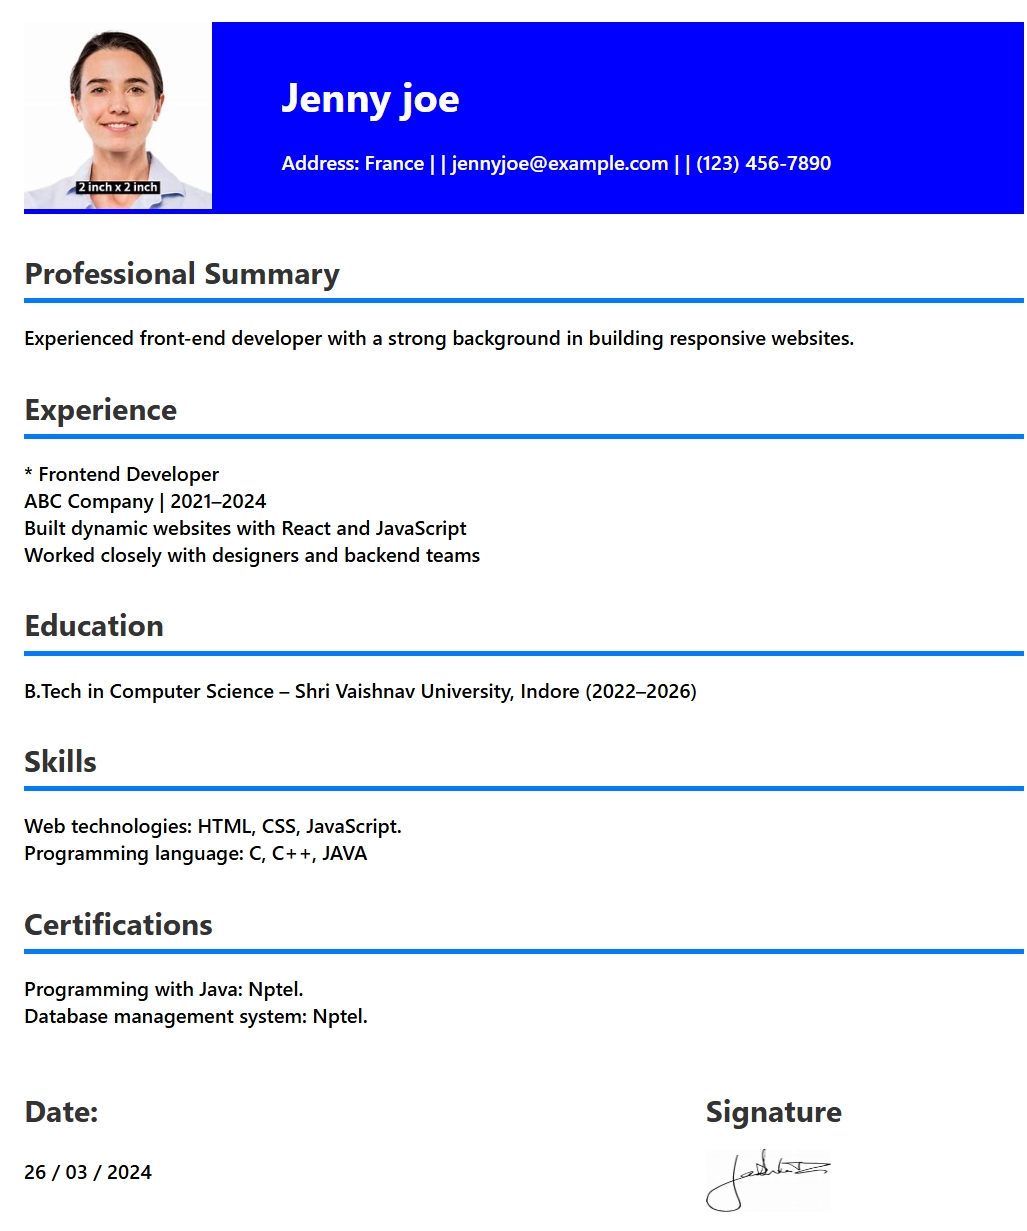 Jenny joe
Address: France | | jennyjoe@example.com | | (123) 456-7890
2 inch x 2 inch
Professional Summary
Experienced front-end developer with a strong background in building responsive websites.
Experience
* Frontend Developer
ABC Company | 2021–2024
Built dynamic websites with React and JavaScript
Worked closely with designers and backend teams
Education
B.Tech in Computer Science – Shri Vaishnav University, Indore (2022–2026)
Skills
Web technologies: HTML, CSS, JavaScript.
Programming language: C, C++, JAVA
Certifications
Programming with Java: Nptel.
Database management system: Nptel.
Date:
Signature
26 / 03 / 2024